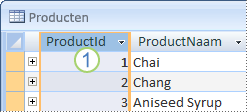 Producten
ProductId ProductNaam
1 Chai
1
2 Chang
3 Aniseed Syrup